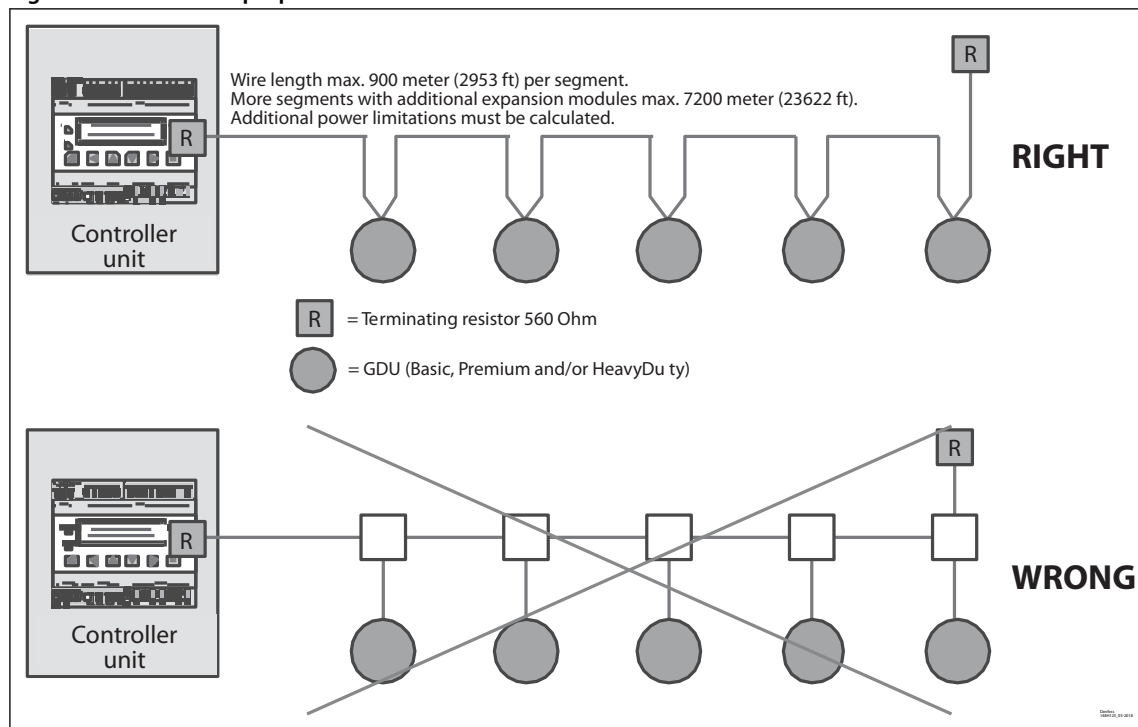 R
Wire length max. 900 meter (2953 ft) per segment.
More segments with additional expansion modules max. 7200 meter (23622 ft).
Additional power limitations must be calculated.
R
RIGHT
Controller
unit
R = Terminating resistor 560 Ohm
= GDU (Basic, Premium and/or HeavyDu ty)
R
R
WRONG
Controller
unit
Danfoss